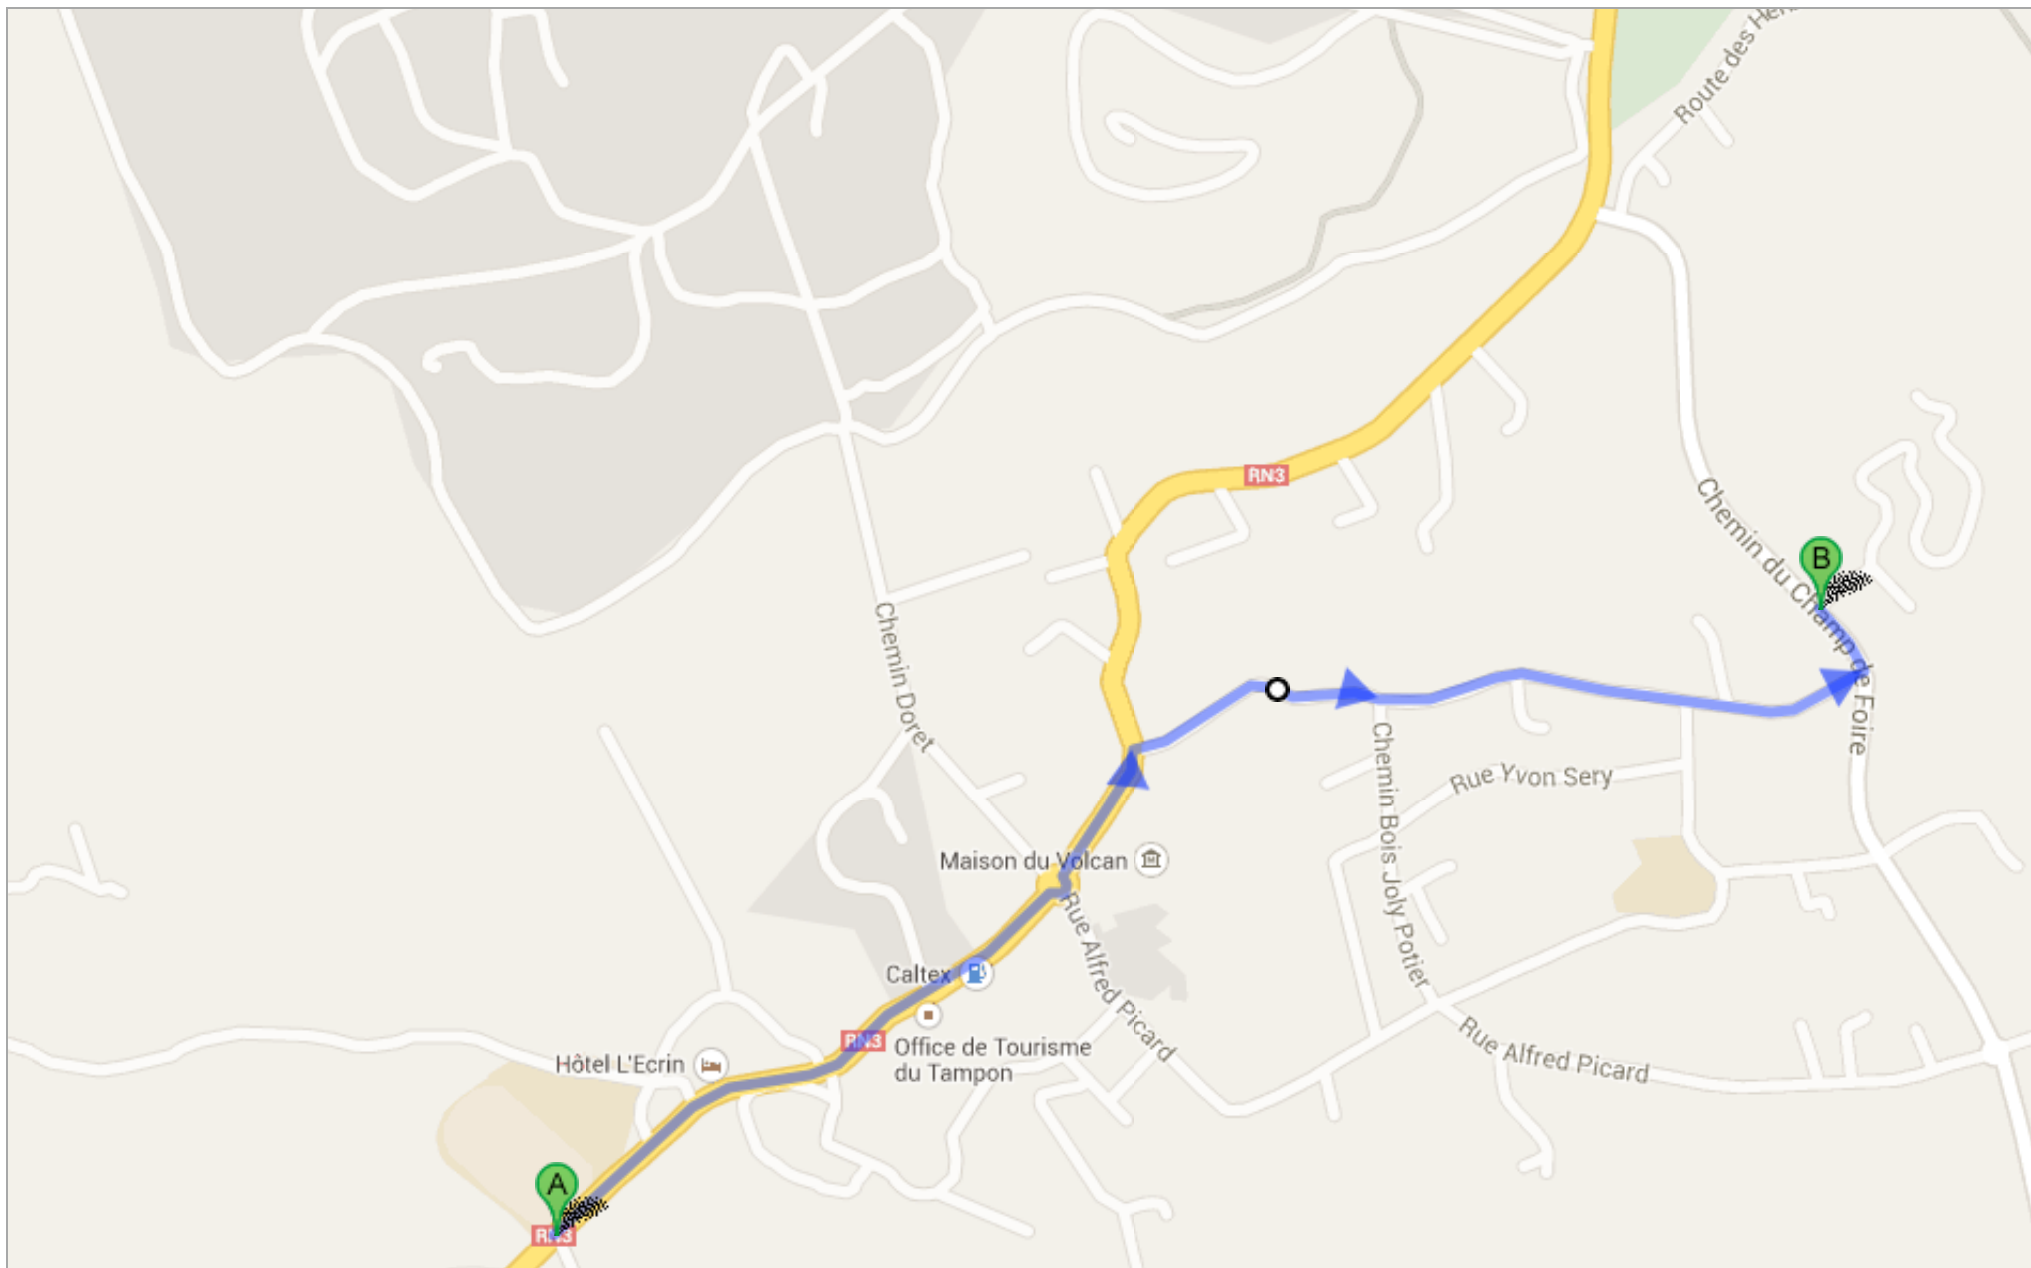 Route des
RN3
Chemin du Champ de Foire
B
Chemin Doret
Chemin Bois Joly Potier
Rue Yvon Sery
Maison du Volcan
Rue Alfred Picard
Caltex
RN3
Office de Tourisme
du Tampon
Hôtel L'Ecrin
Rue Alfred Picard
A
RN3